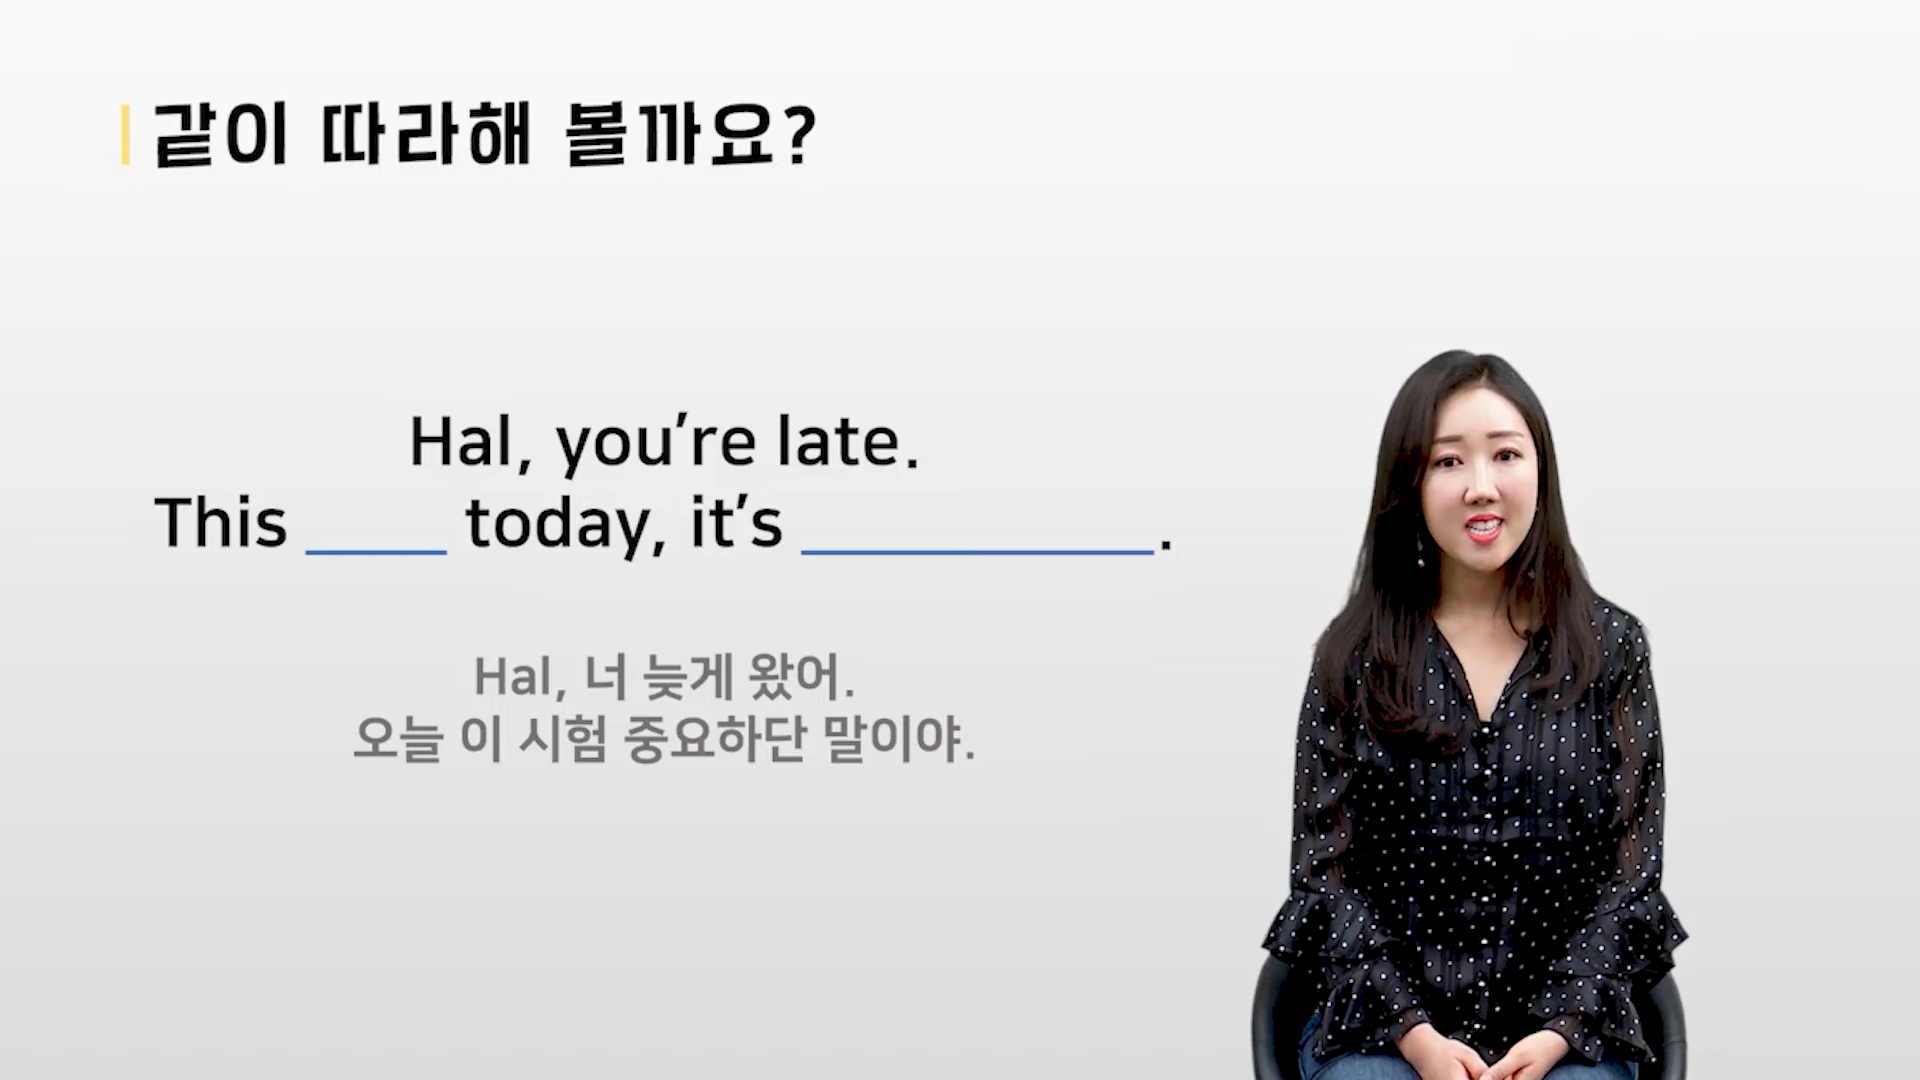 같이 따라해 볼까요?
Hal, you’re late.
This ____ today, it’s __________.
Hal, 너 늦게 왔어.
오늘 이 시험 중요하단 말이야.